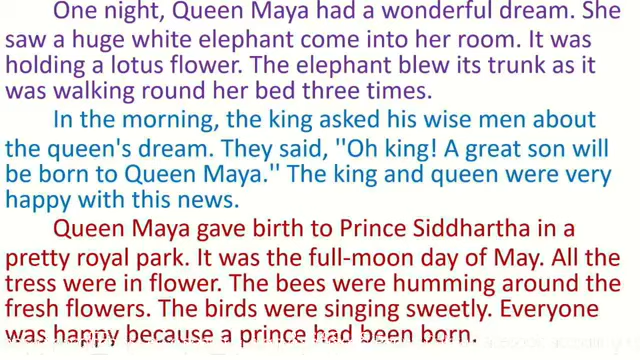 One night, Queen Maya had a wonderful dream. She
saw a huge white elephant come into her room. It was
holding a lotus flower. The elephant blew its trunk as it
was walking round her bed three times.
In the morning, the king asked his wise men about
the queen's dream. They said, "Oh king! A great son will
be born to Queen Maya." The king and queen were very
happy with this news.
Queen Maya gave birth to Prince Siddhartha in a
pretty royal park. It was the full-moon day of May. All the
tress were in flower. The bees were humming around the
fresh flowers. The birds were singing sweetly. Everyone
was happy because a prince had been born.